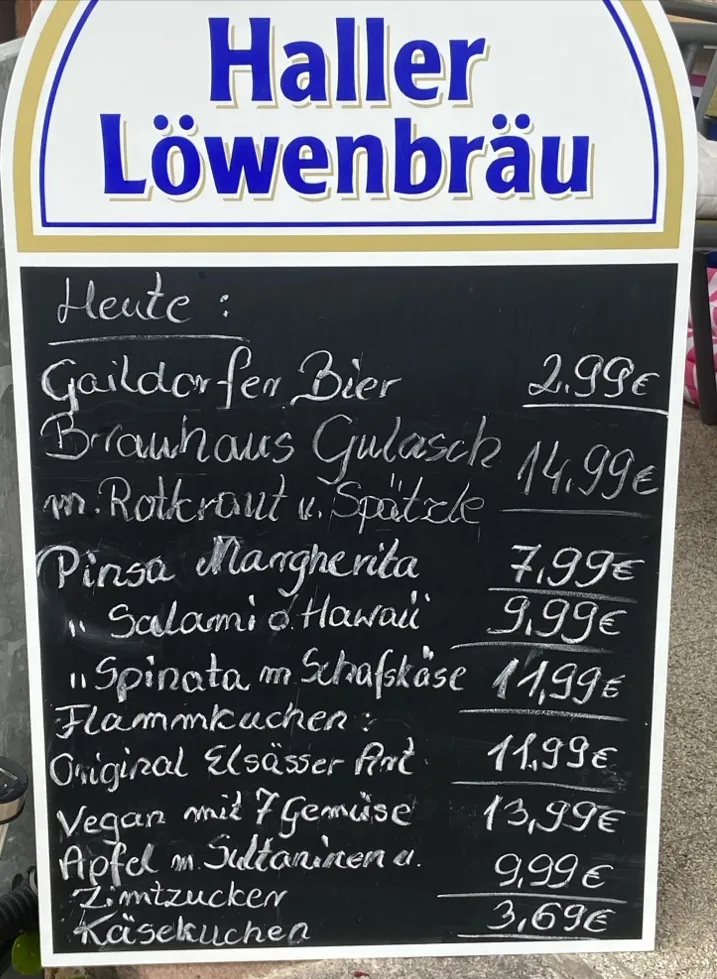 Haller
Löwenbräu
Heute :
Gaildorfer Bier 2.99€
Brauhaus Gulasch 14,99€
m. Rotkraut u. Spätzle
Pinsa Margherita 7,99€
" Salami o. Hawaii 9,99€
" Spinata m Schafskäse 11,99€
Flammkuchen :
Original Elsässer Art 11,99€
Vegan mit 7 Gemüse 13,99€
Apfel m. Sultaninen u. 9,99€
Zimtzucker
Käsekuchen 3,69€